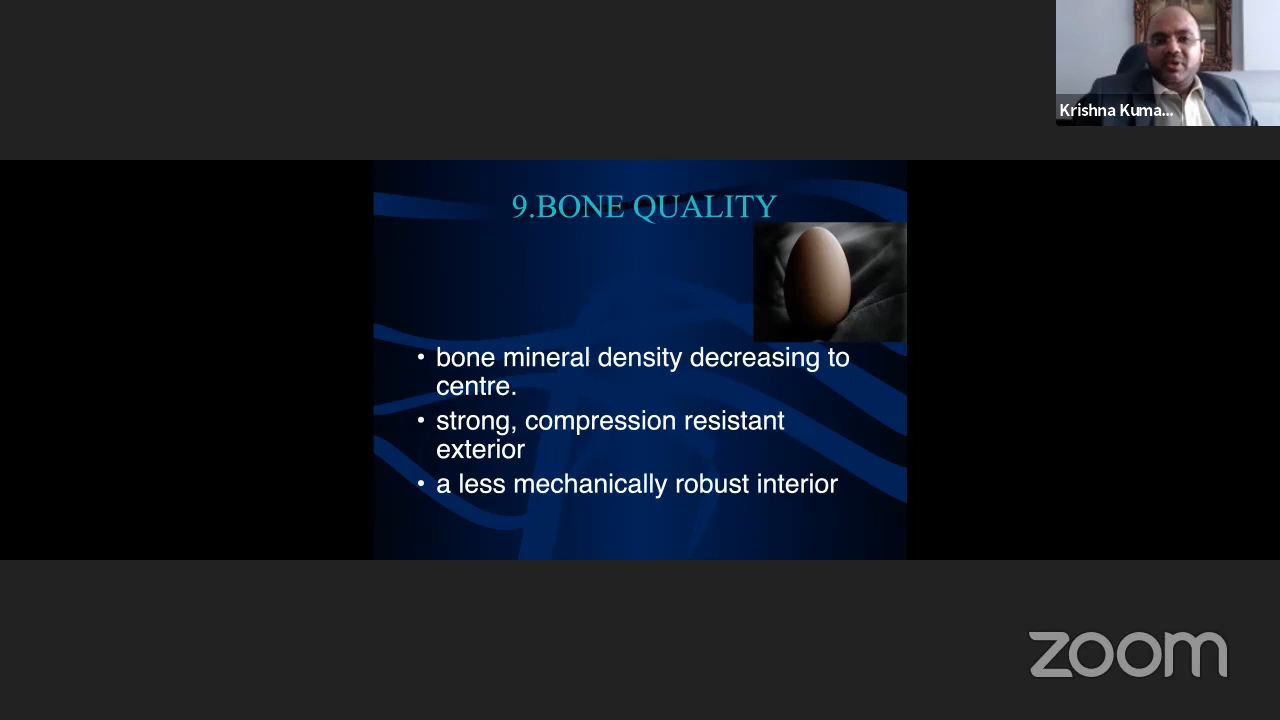 Krishna Kuma...
9.BONE QUALITY
• bone mineral density decreasing to
centre.
• strong, compression resistant
exterior
• a less mechanically robust interior
zoom